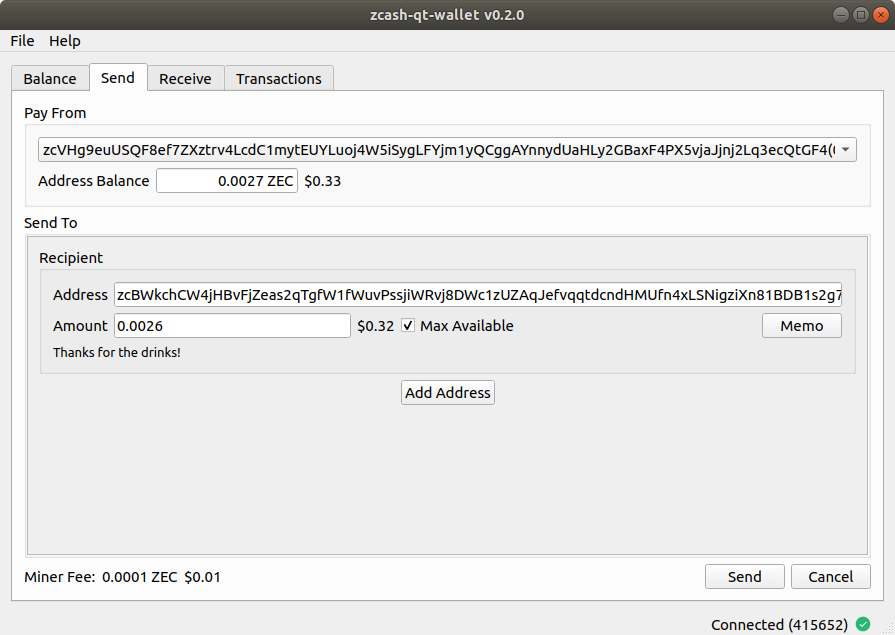 zcash-qt-wallet v0.2.0
File Help
Balance Send Receive Transactions
Pay From
zcVHg9euUSQF8ef7ZXztrv4LcdC1mytEUYLuoj4W5iSygLFYjm1yQCggAYnnydUaHLy2GBaxF4PX5vjaJjnj2Lq3ecQtGF4(
Address Balance 0.0027 ZEC $0.33
Send To
Recipient
Address zcBWkchCW4jHBvFjZeas2qTgfW1fWuvPssjiWRvj8DWc1zUZAqJefvqqtdcndHMUfn4xLSNigziXn81BDB1s2g7
Amount 0.0026 $0.32 Max Available Memo
Thanks for the drinks!
Add Address
Miner Fee: 0.0001 ZEC $0.01 Send Cancel
Connected (415652)